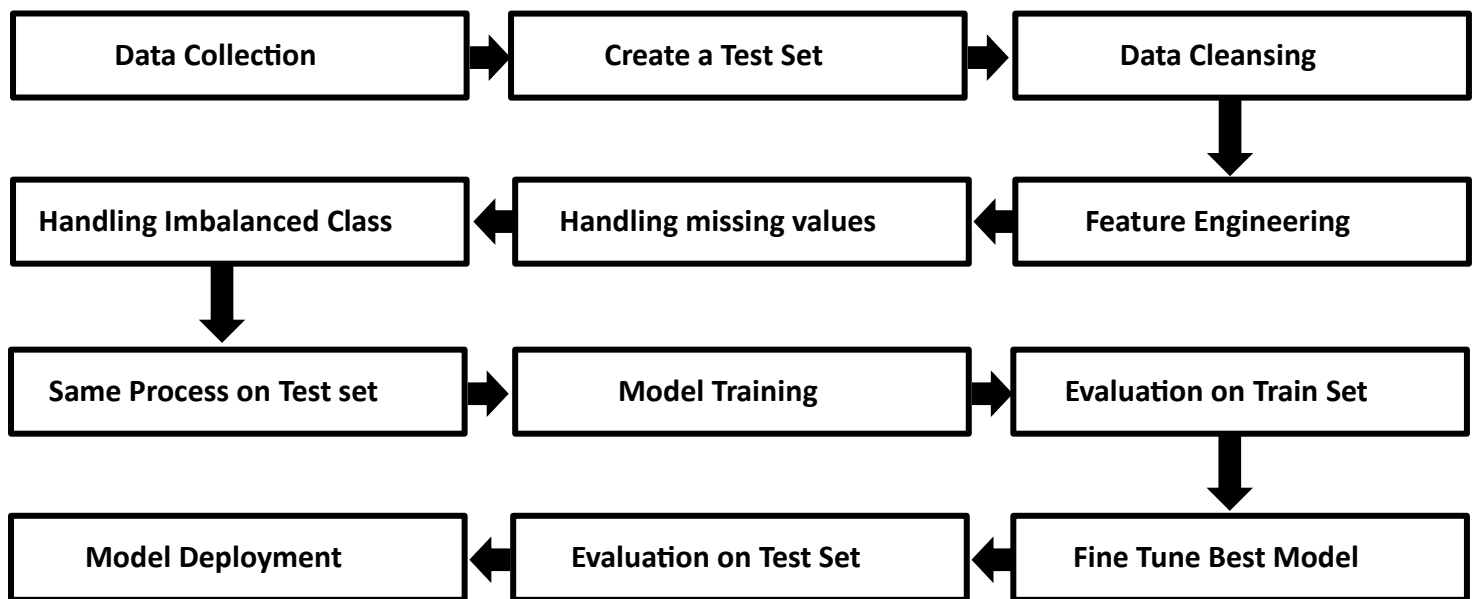 Data Collection
Create a Test Set
Data Cleansing
Feature Engineering
Handling missing values
Handling Imbalanced Class
Same Process on Test set
Model Training
Evaluation on Train Set
Fine Tune Best Model
Evaluation on Test Set
Model Deployment